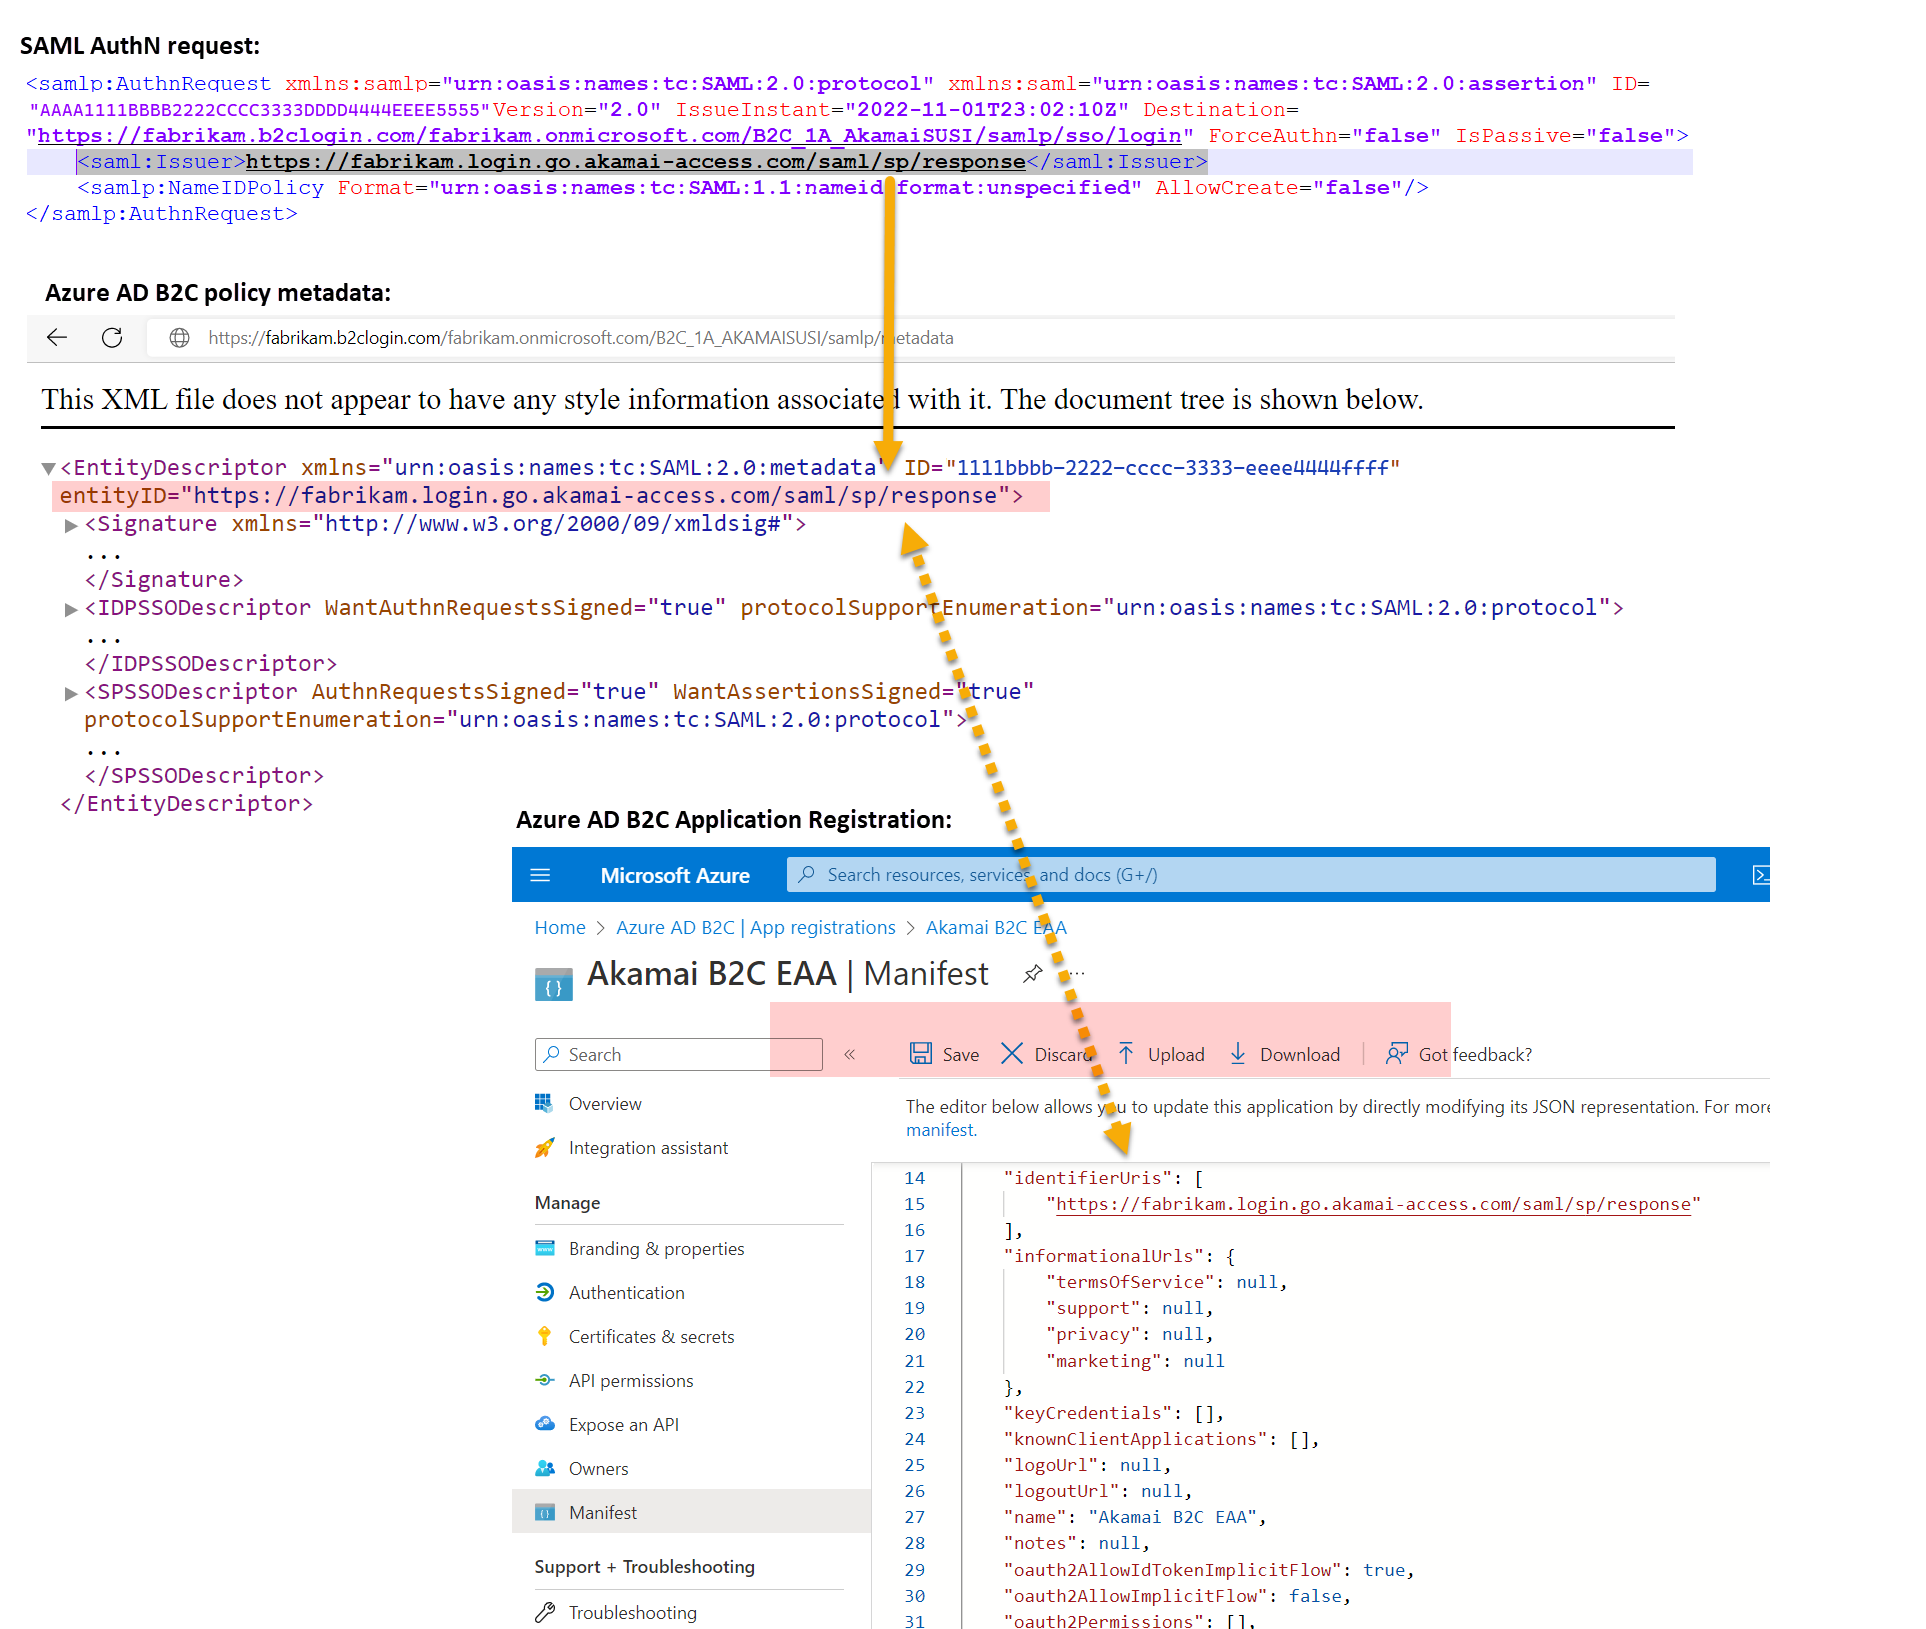 SAML AuthN request:
<samlp:AuthnRequest xmlns:samlp="urn:oasis:names:tc:SAML:2.0:protocol" xmlns:saml="urn:oasis:names:tc:SAML:2.0:assertion" ID=
"AAAA1111BBBB2222CCCC3333DDDD4444EEEE5555"Version="2.0" IssueInstant="2022-11-01T23:02:10Z" Destination=
"https://fabrikam.b2clogin.com/fabrikam.onmicrosoft.com/B2C_1A_AkamaiSUSI/samlp/sso/login" ForceAuthn="false" IsPassive="false">
<saml:Issuer>https://fabrikam.login.go.akamai-access.com/saml/sp/response</saml:Issuer>
<samlp:NameIDPolicy Format="urn:oasis:names:tc:SAML:1.1:nameid-format:unspecified" AllowCreate="false"/>
</samlp:AuthnRequest>
Azure AD B2C policy metadata:
https://fabrikam.b2clogin.com/fabrikam.onmicrosoft.com/B2C_1A_AKAMAISUSI/samlp/metadata
This XML file does not appear to have any style information associated with it. The document tree is shown below.
<EntityDescriptor xmlns="urn:oasis:names:tc:SAML:2.0:metadata" ID="1111bbbb-2222-cccc-3333-eeee4444ffff"
entityID="https://fabrikam.login.go.akamai-access.com/saml/sp/response">
<Signature xmlns="http://www.w3.org/2000/09/xmldsig#">
...
</Signature>
<IDPSSODescriptor WantAuthnRequestsSigned="true" protocolSupportEnumeration="urn:oasis:names:tc:SAML:2.0:protocol">
...
</IDPSSODescriptor>
<SPSSODescriptor AuthnRequestsSigned="true" WantAssertionsSigned="true"
protocolSupportEnumeration="urn:oasis:names:tc:SAML:2.0:protocol">
...
</SPSSODescriptor>
</EntityDescriptor>
Azure AD B2C Application Registration:
Microsoft Azure
Search resources, services, and docs (G+/)
Home > Azure AD B2C | App registrations > Akamai B2C EAA
Akamai B2C EAA | Manifest ...
Search «
Save Discard Upload Download Got feedback?
Overview
Integration assistant
Manage
Branding & properties
Authentication
Certificates & secrets
API permissions
Expose an API
Owners
Manifest
Support + Troubleshooting
Troubleshooting
The editor below allows you to update this application by directly modifying its JSON representation. For more
manifest.
14 "identifierUris": [
15 "https://fabrikam.login.go.akamai-access.com/saml/sp/response"
16 ],
17 "informationalUrls": {
18 "termsOfService": null,
19 "support": null,
20 "privacy": null,
21 "marketing": null
22 },
23 "keyCredentials": [],
24 "knownClientApplications": [],
25 "logoUrl": null,
26 "logoutUrl": null,
27 "name": "Akamai B2C EAA",
28 "notes": null,
29 "oauth2AllowIdTokenImplicitFlow": true,
30 "oauth2AllowImplicitFlow": false,
31 "oauth2Permissions": [],